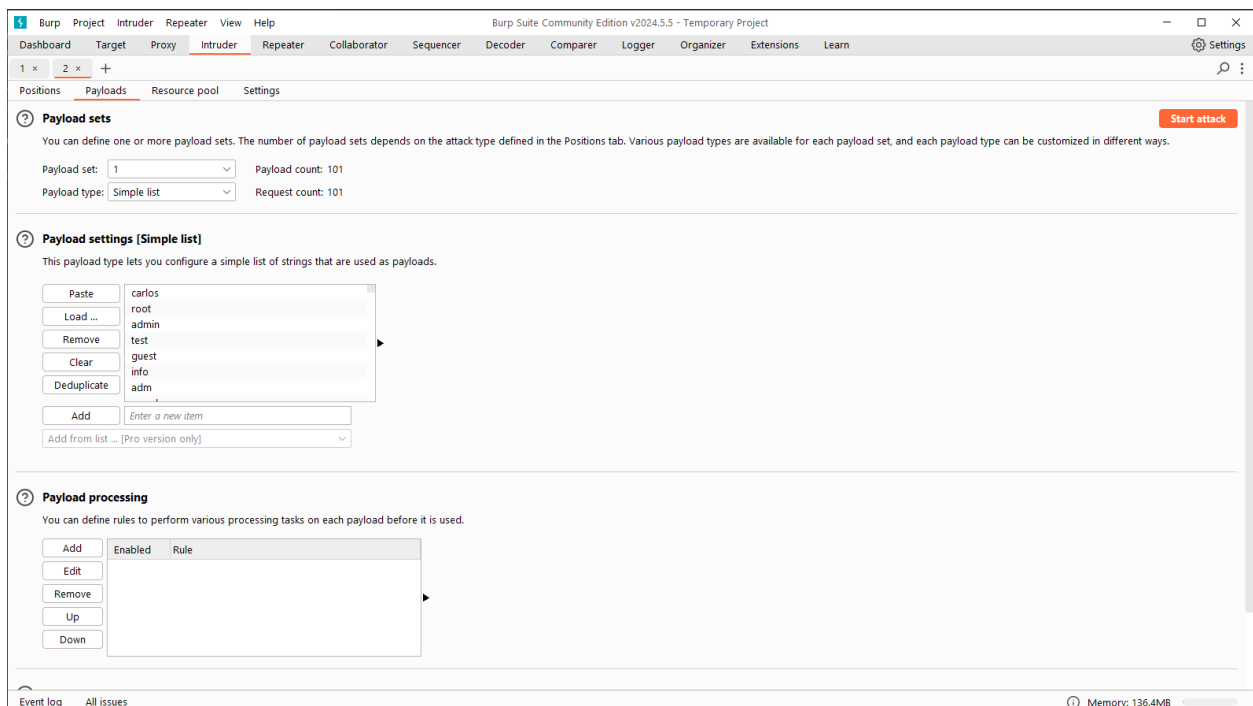 Burp Project Intruder Repeater View Help Burp Suite Community Edition v2024.5.5 - Temporary Project
Dashboard Target Proxy Intruder Repeater Collaborator Sequencer Decoder Comparer Logger Organizer Extensions Learn Settings
1 × 2 × +
Positions Payloads Resource pool Settings
? Payload sets Start attack
You can define one or more payload sets. The number of payload sets depends on the attack type defined in the Positions tab. Various payload types are available for each payload set, and each payload type can be customized in different ways.
Payload set: 1 Payload count: 101
Payload type: Simple list Request count: 101
? Payload settings [Simple list]
This payload type lets you configure a simple list of strings that are used as payloads.
Paste carlos
root
Load ...
admin
Remove test
guest
Clear
info
Deduplicate adm
Add Enter a new item
Add from list ... [Pro version only]
? Payload processing
You can define rules to perform various processing tasks on each payload before it is used.
Add Enabled Rule
Edit
Remove
Up
Down
Event log All issues Memory: 136.4MB